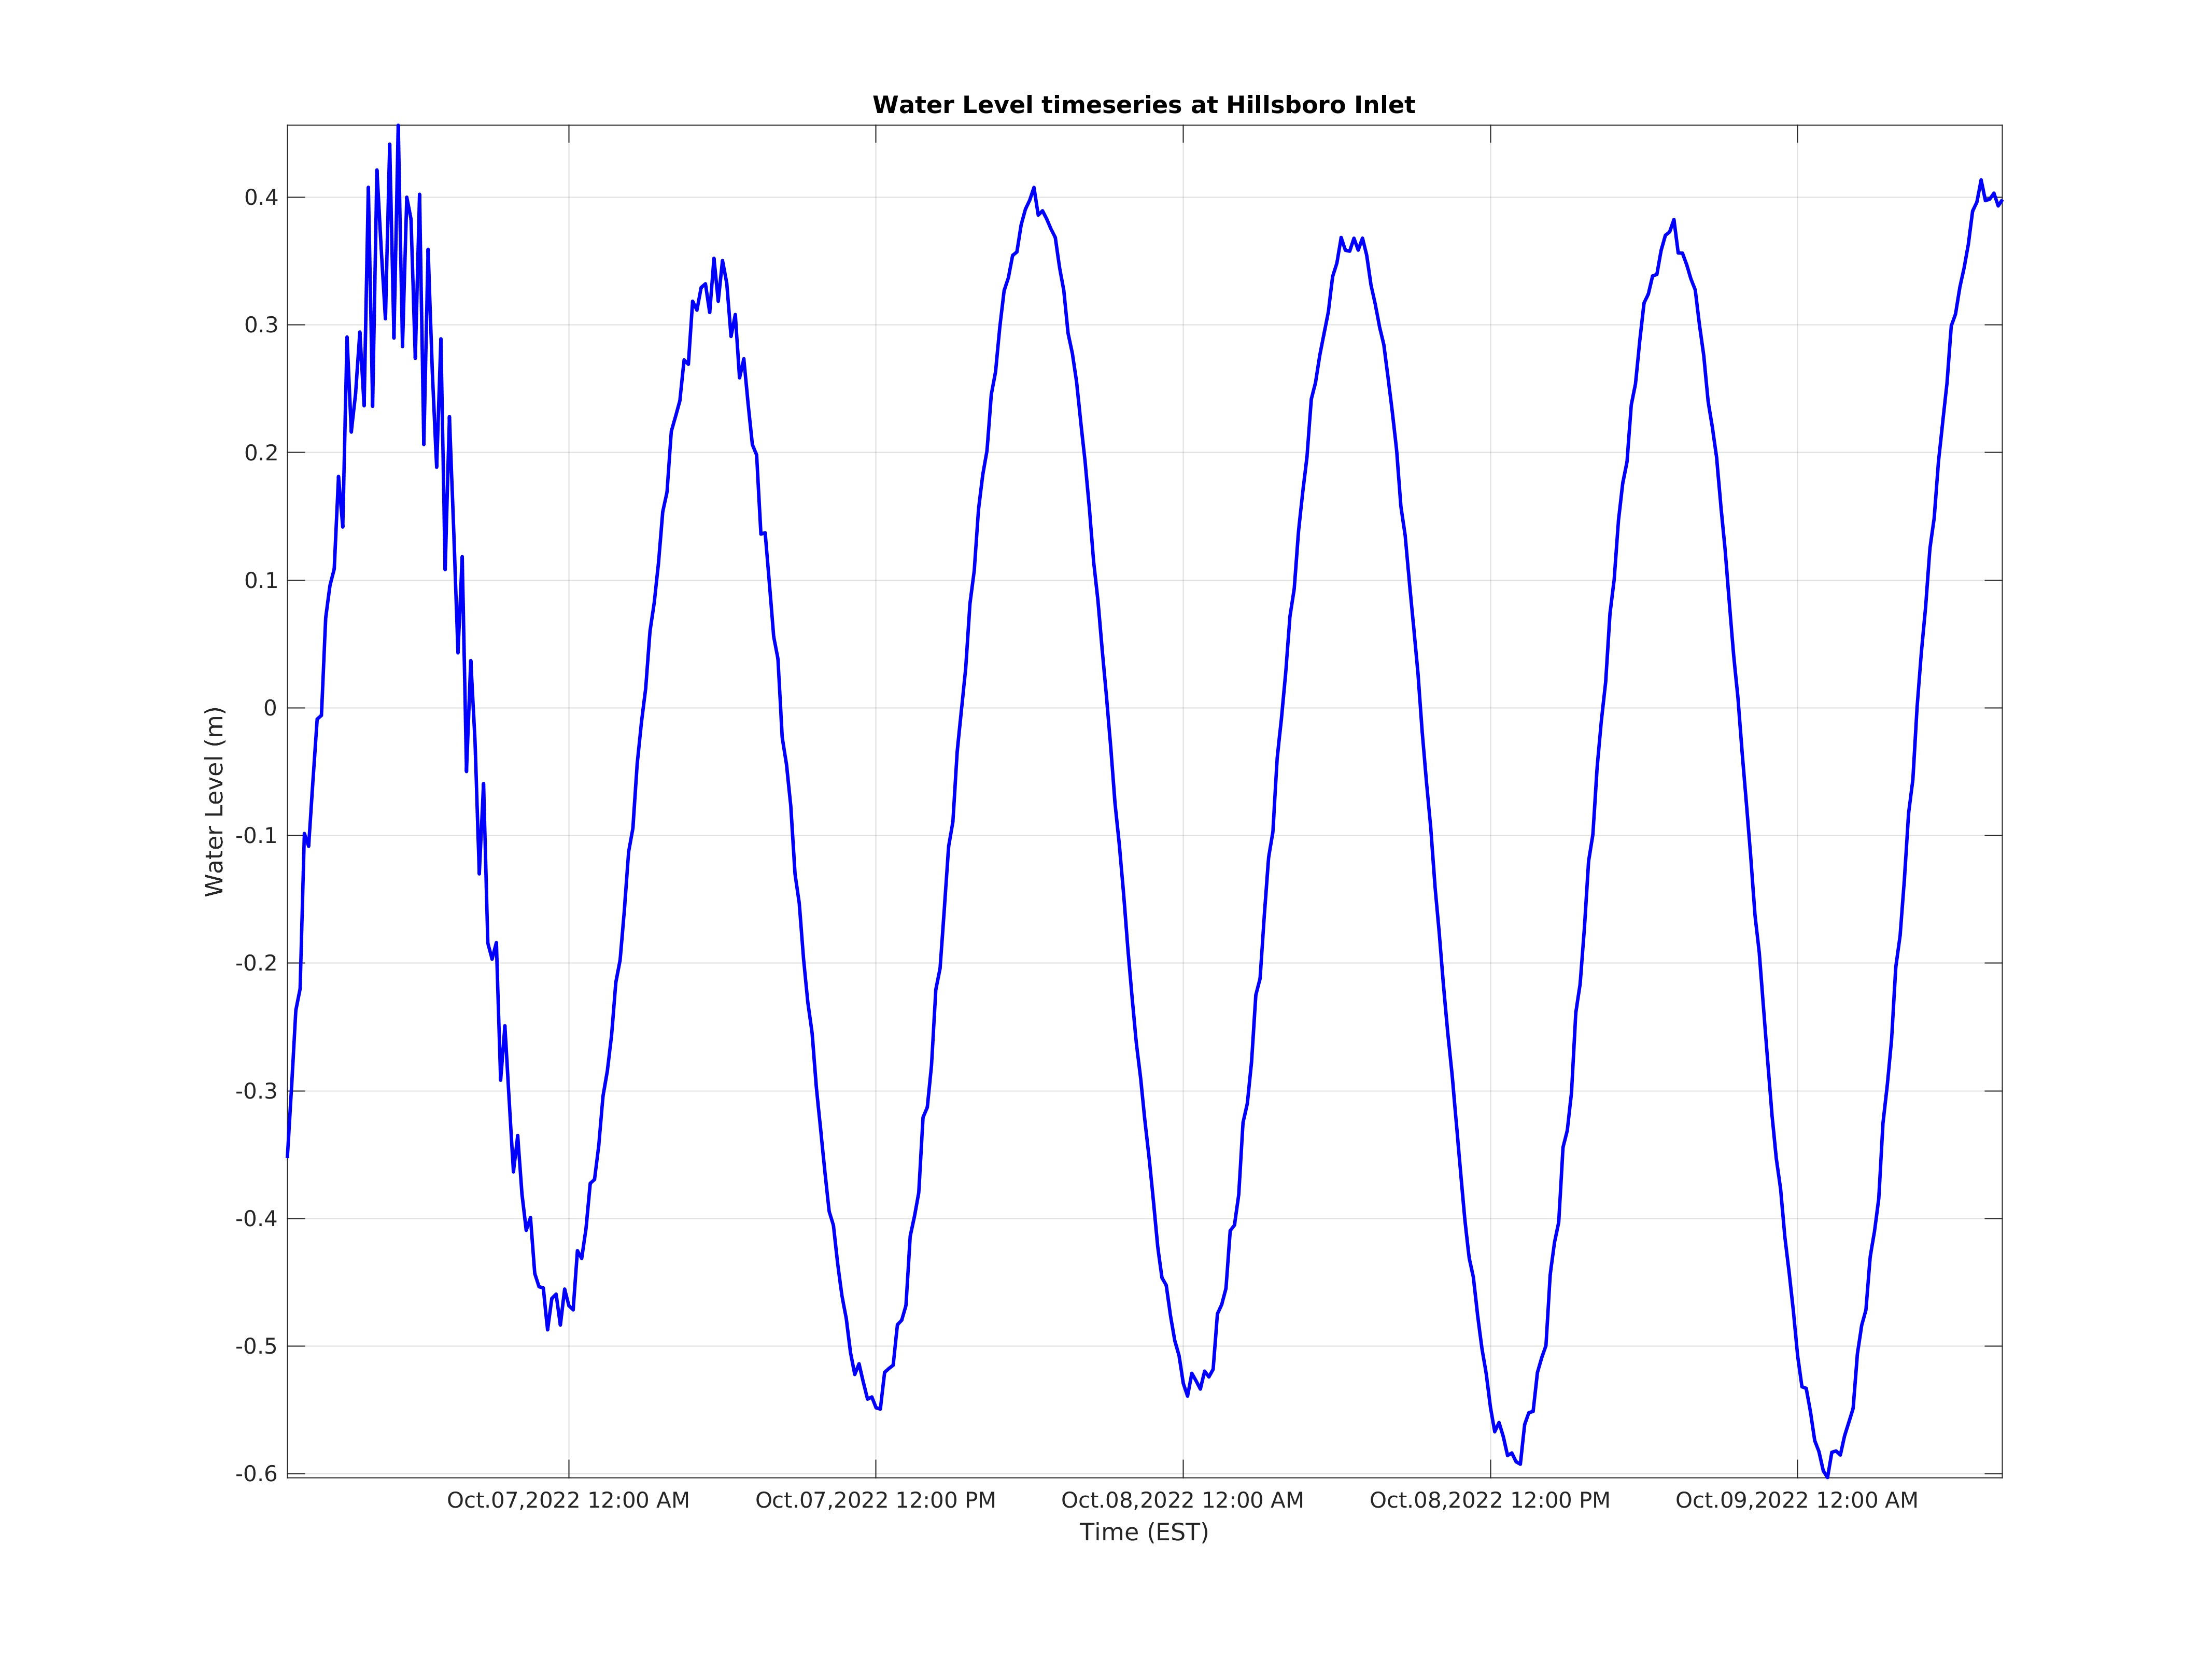 Water Level timeseries at Hillsboro Inlet
0.4
0.3
0.2
0.1
0
-0.1
-0.2
-0.3
-0.4
-0.5
-0.6
Water Level (m)
Oct.07,2022 12:00 AM
Oct.07,2022 12:00 PM
Oct.08,2022 12:00 AM
Oct.08,2022 12:00 PM
Oct.09,2022 12:00 AM
Time (EST)